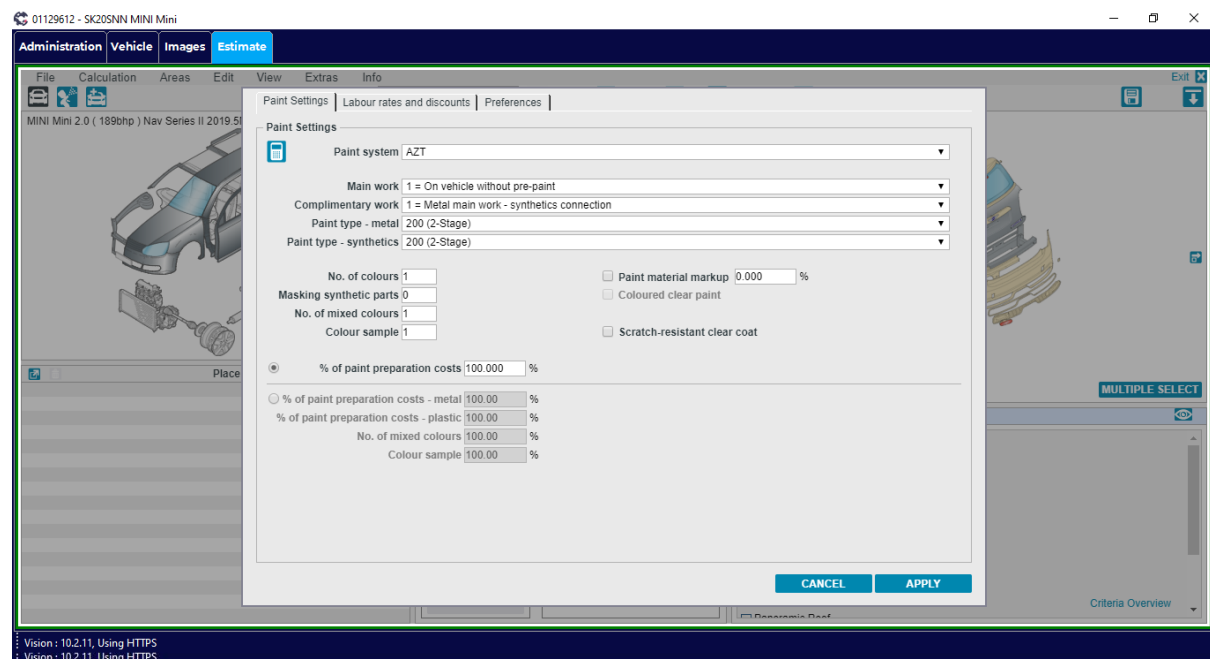 01129612 - SK20SNN MINI Mini
Administration Vehicle Images Estimate
File Calculation Areas Edit View Extras Info Exit
MINI Mini 2.0 ( 189bhp ) Nav Series II 2019.5
Paint Settings Labour rates and discounts Preferences
Paint Settings
Paint system AZT
Main work 1 = On vehicle without pre-paint
Complimentary work 1 = Metal main work - synthetics connection
Paint type - metal 200 (2-Stage)
Paint type - synthetics 200 (2-Stage)
No. of colours 1 Paint material markup 0.000 %
Masking synthetic parts 0 Coloured clear paint
No. of mixed colours 1
Colour sample 1 Scratch-resistant clear coat
Place
% of paint preparation costs 100.000 %
MULTIPLE SELECT
% of paint preparation costs - metal 100.00 %
% of paint preparation costs - plastic 100.00 %
No. of mixed colours 100.00 %
Colour sample 100.00 %
CANCEL APPLY
Criteria Overview
Panoramic Roof
Vision : 10.2.11, Using HTTPS
Vision : 10.2.11, Using HTTPS